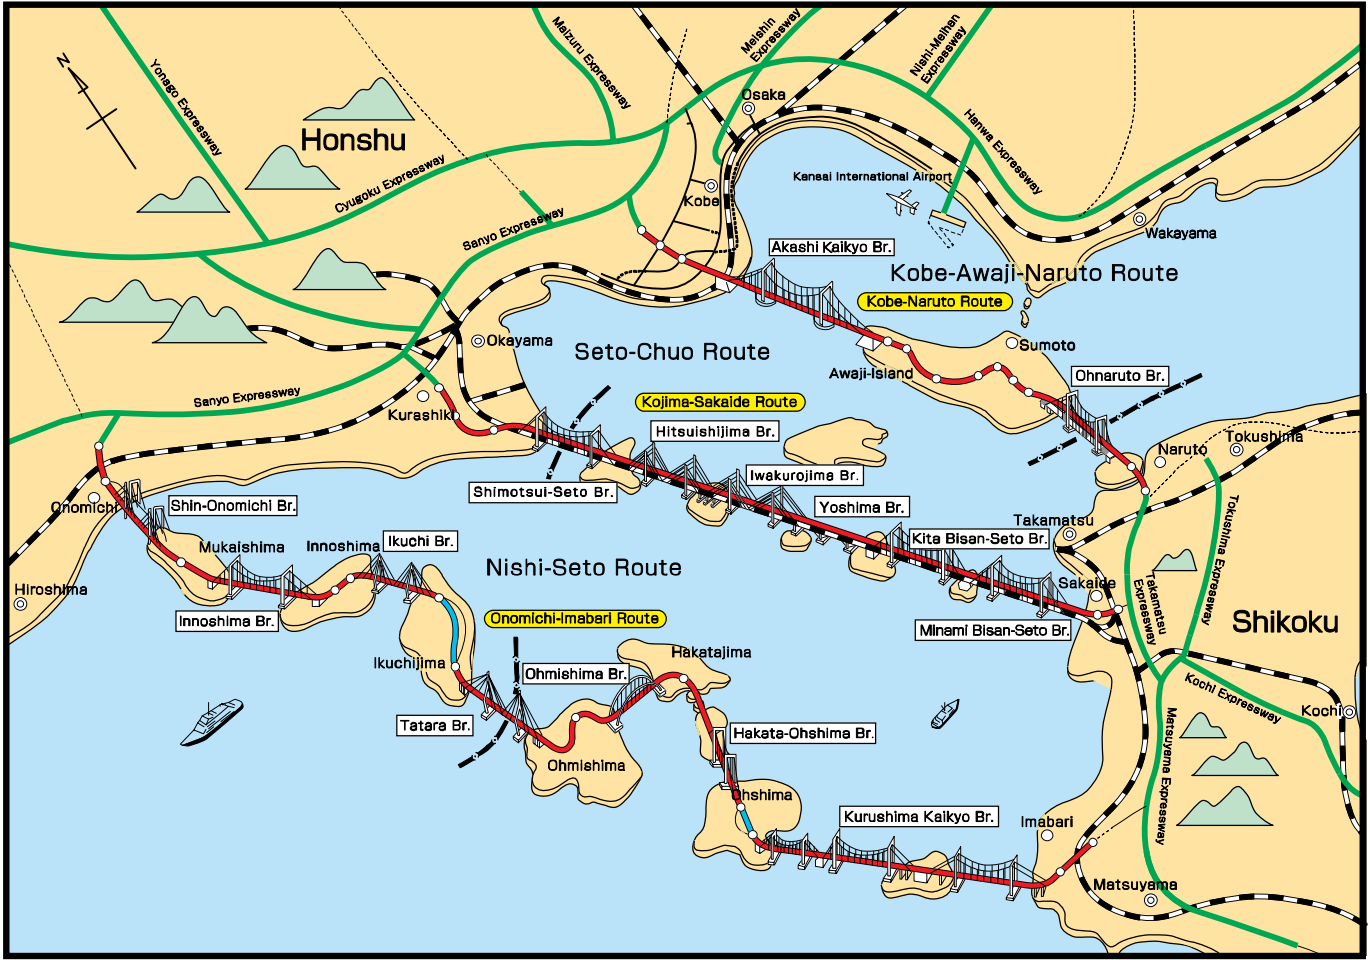 N
Yonago Expressway
Honshu
Maizuru Expressway
Meishin
Expressway
Nishi-Meihan
Expressway
Osaka
Hanwa Expressway
Cyugoku Expressway
Kansai International Airport
Kobe
Sanyo Expressway
Wakayama
Akashi Kaikyo Br.
Kobe-Awaji-Naruto Route
Kobe-Naruto Route
Okayama
Seto-Chuo Route
Sumoto
Awaji-Island
Ohnaruto Br.
Sanyo Expressway
Kurashiki
Kojima-Sakaide Route
Hitsuishijima Br.
Naruto
Tokushima
Iwakurojima Br.
Shimotsui-Seto Br.
Onomichi
Shin-Onomichi Br.
Yoshima Br.
Takamatsu
Tokushima Expressway
Mukaishima
Innoshima
Ikuchi Br.
Kita Bisan-Seto Br.
Nishi-Seto Route
Sakaide
Takamatsu
Expressway
Hiroshima
Innoshima Br.
Onomichi-Imabari Route
Minami Bisan-Seto Br.
Shikoku
Ikuchijima
Hakatajima
Ohmishima Br.
Kochi Expressway
Kochi
Tatara Br.
Hakata-Ohshima Br.
Matsuyama Expressway
Ohmishima
Ohshima
Kurushima Kaikyo Br.
Imabari
Matsuyama